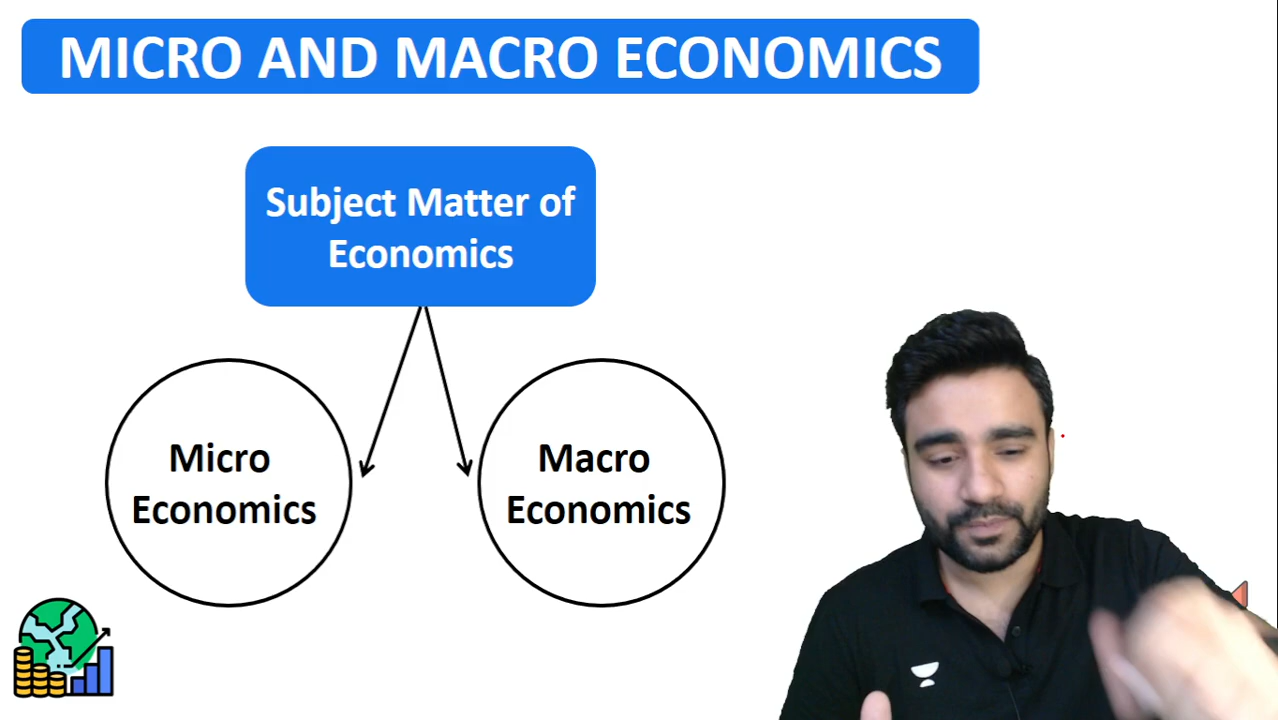 MICRO AND MACRO ECONOMICS
Subject Matter of
Economics
Micro
Economics
Macro
Economics